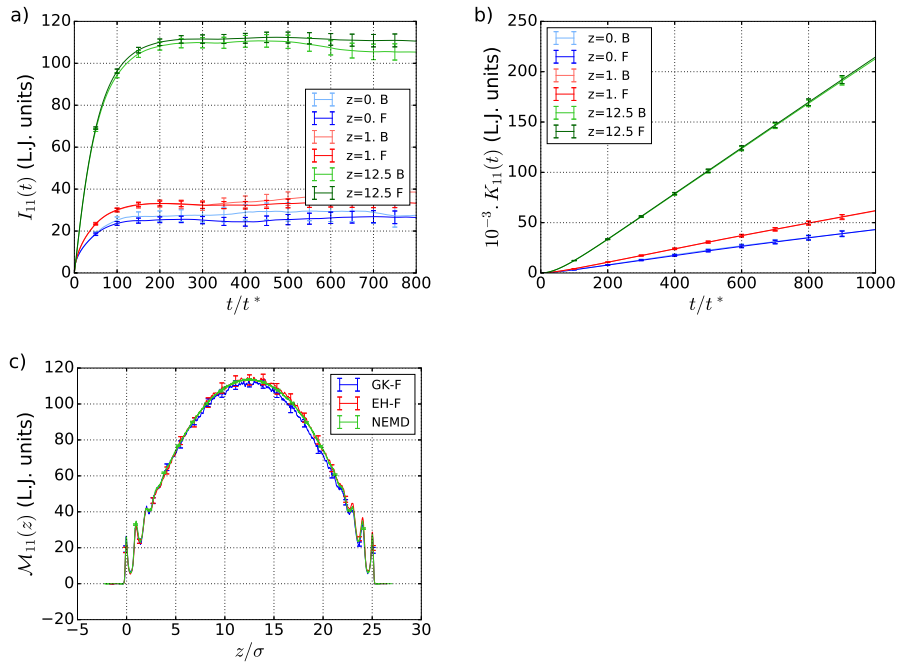 a)
I₁₁(t) (L.J. units)
120
100
80
60
40
20
0
z=0. B
z=0. F
z=1. B
z=1. F
z=12.5 B
z=12.5 F
0 100 200 300 400 500 600 700 800
t/t*
b)
10⁻³. K₁₁(t) (L.J. units)
250
200
150
100
50
0
z=0. B
z=0. F
z=1. B
z=1. F
z=12.5 B
z=12.5 F
0 200 400 600 800 1000
t/t*
c)
ℳ₁₁(z) (L.J. units)
120
100
80
60
40
20
0
−20
GK-F
EH-F
NEMD
−5 0 5 10 15 20 25 30
z/σ